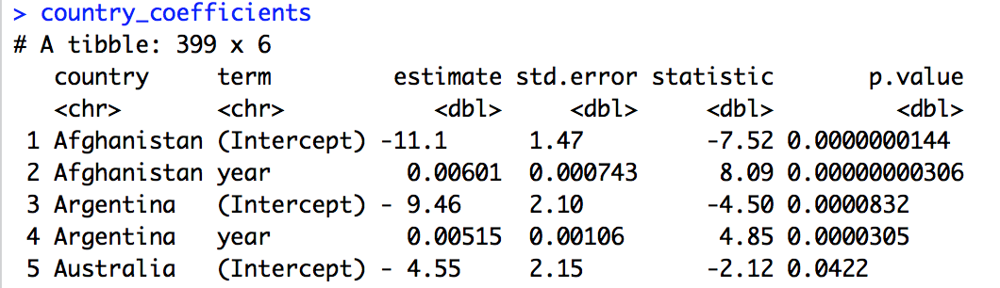 > country_coefficients
# A tibble: 399 x 6
country term estimate std.error statistic p.value
<chr> <chr> <dbl> <dbl> <dbl> <dbl>
1 Afghanistan (Intercept) -11.1 1.47 -7.52 0.0000000144
2 Afghanistan year 0.00601 0.000743 8.09 0.00000000306
3 Argentina (Intercept) - 9.46 2.10 -4.50 0.0000832
4 Argentina year 0.00515 0.00106 4.85 0.0000305
5 Australia (Intercept) - 4.55 2.15 -2.12 0.0422